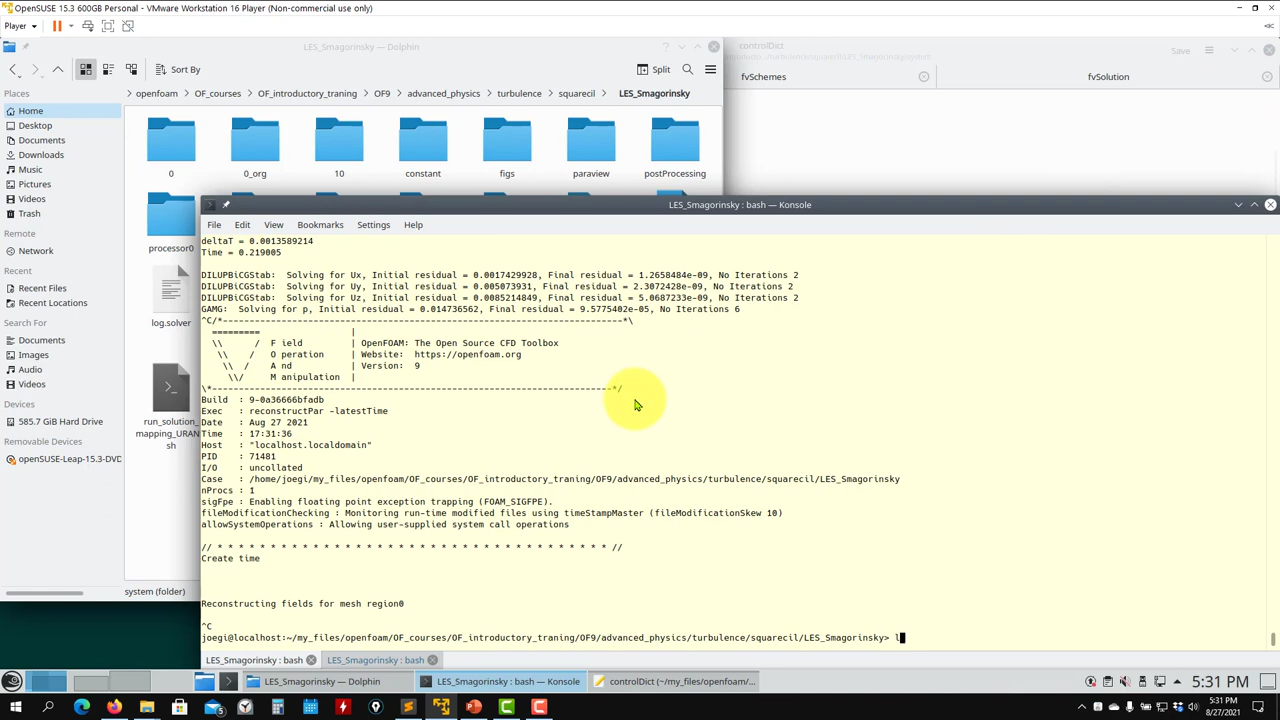 OpenSUSE 15.3 600GB Personal - VMware Workstation 16 Player (Non-commercial use only)
Player
LES_Smagorinsky — Dolphin
controlDict
Save
Sort By
Split
fvSchemes
fvSolution
Places
openfoam
OF_courses
OF_introductory_traning
OF9
advanced_physics
turbulence
squarecil
LES_Smagorinsky
Home
Desktop
Documents
Downloads
Music
Pictures
Videos
Trash
Remote
Network
Recent
Recent Files
Recent Locations
Search For
Documents
Images
Audio
Videos
Devices
585.7 GiB Hard Drive
Removable Devices
openSUSE-Leap-15.3-DVD
0
0_org
10
constant
figs
paraview
postProcessing
processor0
log.solver
run_solution_
mapping_URAN
sh
system (folder)
LES_Smagorinsky : bash — Konsole
File Edit View Bookmarks Settings Help
deltaT = 0.0013589214
Time = 0.219005
DILUPBiCGStab:  Solving for Ux, Initial residual = 0.0017429928, Final residual = 1.2658484e-09, No Iterations 2
DILUPBiCGStab:  Solving for Uy, Initial residual = 0.005073931, Final residual = 2.3072428e-09, No Iterations 2
DILUPBiCGStab:  Solving for Uz, Initial residual = 0.0085214849, Final residual = 5.0687233e-09, No Iterations 2
GAMG:  Solving for p, Initial residual = 0.014736562, Final residual = 9.5775402e-05, No Iterations 6
^C/*---------------------------------------------------------------------------*\
  =========                 |
  \\      /  F ield         | OpenFOAM: The Open Source CFD Toolbox
   \\    /   O peration     | Website:  https://openfoam.org
    \\  /    A nd           | Version:  9
     \\/     M anipulation  |
\*---------------------------------------------------------------------------*/
Build  : 9-0a36666bfadb
Exec   : reconstructPar -latestTime
Date   : Aug 27 2021
Time   : 17:31:36
Host   : "localhost.localdomain"
PID    : 71481
I/O    : uncollated
Case   : /home/joegi/my_files/openfoam/OF_courses/OF_introductory_traning/OF9/advanced_physics/turbulence/squarecil/LES_Smagorinsky
nProcs : 1
sigFpe : Enabling floating point exception trapping (FOAM_SIGFPE).
fileModificationChecking : Monitoring run-time modified files using timeStampMaster (fileModificationSkew 10)
allowSystemOperations : Allowing user-supplied system call operations
// * * * * * * * * * * * * * * * * * * * * * * * * * * * * * * * * * * * * * //
Create time
Reconstructing fields for mesh region0
^C
joegi@localhost:~/my_files/openfoam/OF_courses/OF_introductory_traning/OF9/advanced_physics/turbulence/squarecil/LES_Smagorinsky> l
LES_Smagorinsky : bash
LES_Smagorinsky : bash
LES_Smagorinsky — Dolphin
LES_Smagorinsky : bash — Konsole
controlDict (~/my_files/openfoam/...
5:31 PM
5:31 PM
8/27/2021